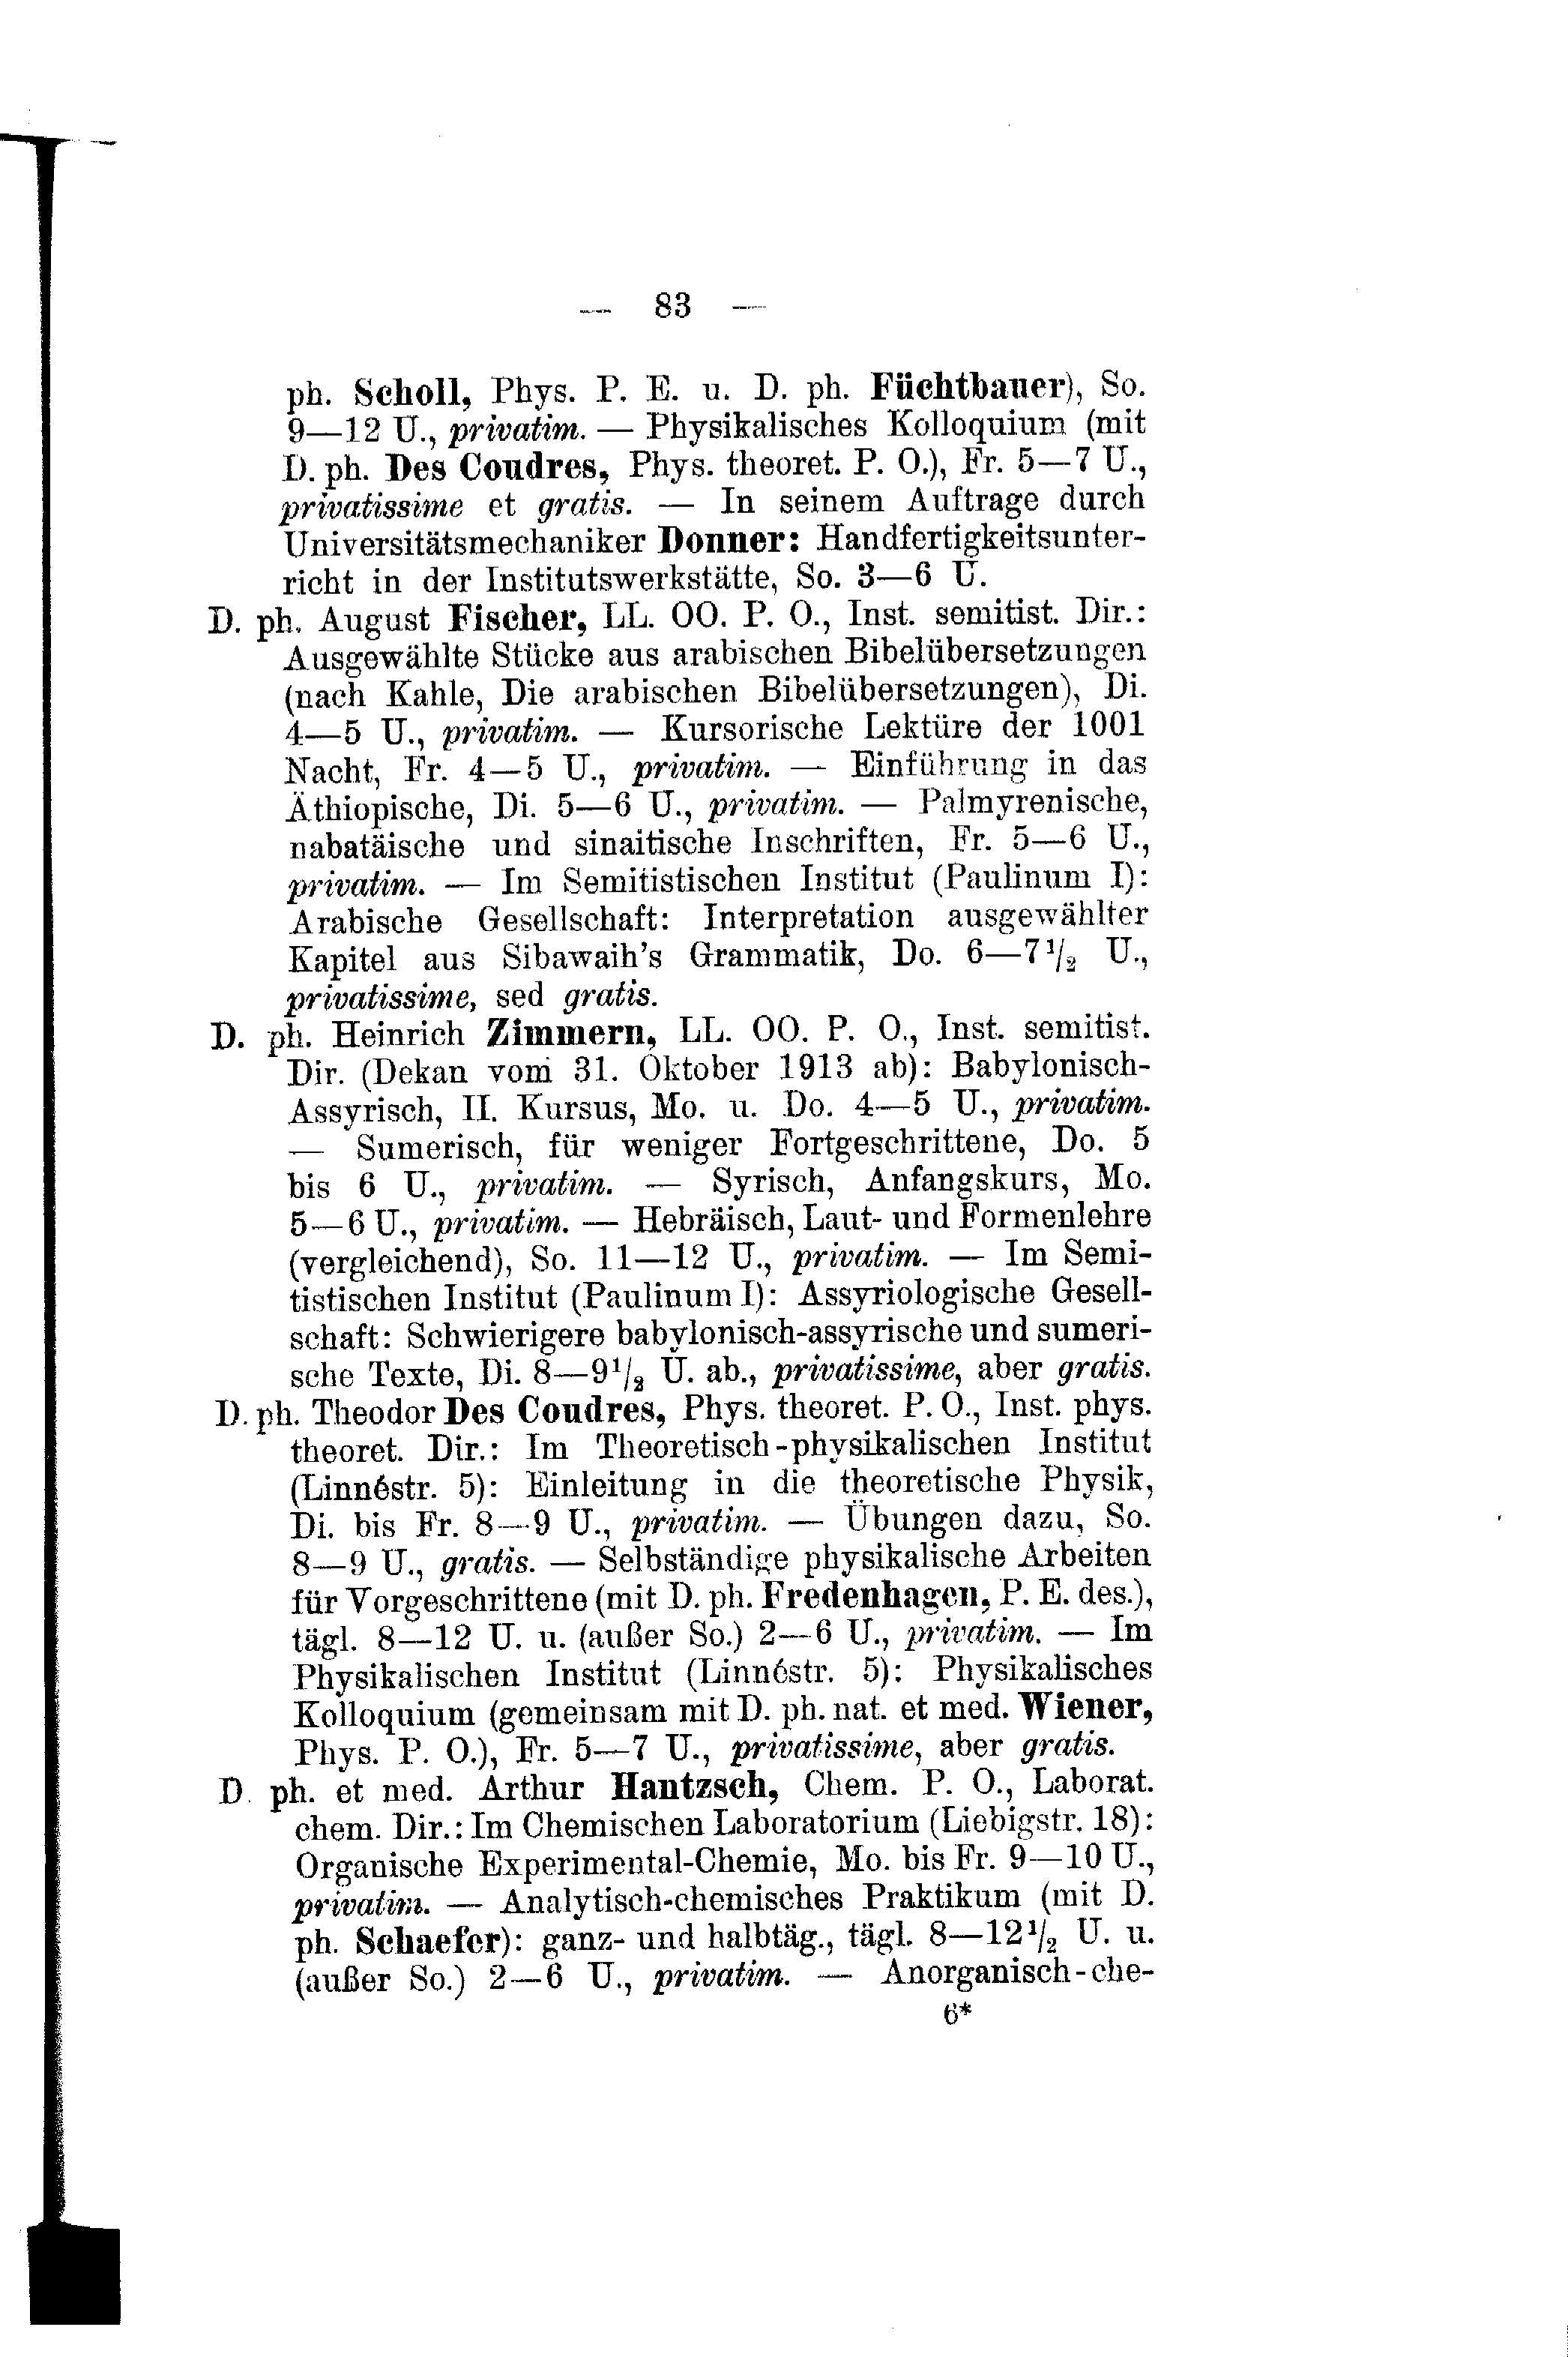 — 83 —
ph. Scholl, Phys. P. E. u. D. ph. Füchtbauer), So.
9—12 U., privatim. — Physikalisches Kolloquium (mit
D. ph. Des Coudres, Phys. theoret. P. O.), Fr. 5—7 U.,
privatissime et gratis. — In seinem Auftrage durch
Universitätsmechaniker Donner: Handfertigkeitsunter-
richt in der Institutswerkstätte, So. 3—6 U.
D. ph. August Fischer, LL. OO. P. O., Inst. semitist. Dir.:
Ausgewählte Stücke aus arabischen Bibelübersetzungen
(nach Kahle, Die arabischen Bibelübersetzungen), Di.
4—5 U., privatim. — Kursorische Lektüre der 1001
Nacht, Fr. 4—5 U., privatim. — Einführung in das
Äthiopische, Di. 5—6 U., privatim. — Palmyrenische,
nabatäische und sinaitische Inschriften, Fr. 5—6 U.,
privatim. — Im Semitistischen Institut (Paulinum I):
Arabische Gesellschaft: Interpretation ausgewählter
Kapitel aus Sibawaih's Grammatik, Do. 6—7 1/2 U.,
privatissime, sed gratis.
D. ph. Heinrich Zimmern, LL. OO. P. O., Inst. semitist.
Dir. (Dekan vom 31. Oktober 1913 ab): Babylonisch-
Assyrisch, II. Kursus, Mo. u. Do. 4—5 U., privatim.
— Sumerisch, für weniger Fortgeschrittene, Do. 5
bis 6 U., privatim. — Syrisch, Anfangskurs, Mo.
5—6 U., privatim. — Hebräisch, Laut- und Formenlehre
(vergleichend), So. 11—12 U., privatim. — Im Semi-
tistischen Institut (Paulinum I): Assyriologische Gesell-
schaft: Schwierigere babylonisch-assyrische und sumeri-
sche Texte, Di. 8—9 1/2 U. ab., privatissime, aber gratis.
D. ph. Theodor Des Coudres, Phys. theoret. P. O., Inst. phys.
theoret. Dir.: Im Theoretisch-physikalischen Institut
(Linnéstr. 5): Einleitung in die theoretische Physik,
Di. bis Fr. 8—9 U., privatim. — Übungen dazu, So.
8—9 U., gratis. — Selbständige physikalische Arbeiten
für Vorgeschrittene (mit D. ph. Fredenhagen, P. E. des.),
tägl. 8—12 U. u. (außer So.) 2—6 U., privatim. — Im
Physikalischen Institut (Linnéstr. 5): Physikalisches
Kolloquium (gemeinsam mit D. ph. nat. et med. Wiener,
Phys. P. O.), Fr. 5—7 U., privatissime, aber gratis.
D. ph. et med. Arthur Hantzsch, Chem. P. O., Laborat.
chem. Dir.: Im Chemischen Laboratorium (Liebigstr. 18):
Organische Experimental-Chemie, Mo. bis Fr. 9—10 U.,
privatim. — Analytisch-chemisches Praktikum (mit D.
ph. Schaefer): ganz- und halbtäg., tägl. 8—12 1/2 U. u.
(außer So.) 2—6 U., privatim. — Anorganisch-che-
6*